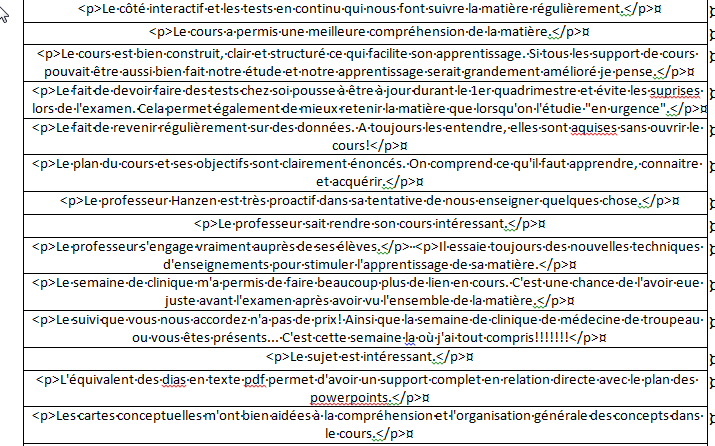 <p>Le côté interactif et les tests en continu qui nous font suivre la matière régulièrement.</p>¤
<p>Le cours a permis une meilleure compréhension de la matière.</p>¤
<p>Le cours est bien construit, clair et structuré ce qui facilite son apprentissage. Si tous les support de cours
pouvait être aussi bien fait notre étude et notre apprentissage serait grandement amélioré je pense.</p>¤
<p>Le fait de devoir faire des tests chez soi pousse à être à jour durant le 1er quadrimestre et évite les suprises
lors de l'examen. Cela permet également de mieux retenir la matière que lorsqu'on l'étudie "en urgence".</p>¤
<p>Le fait de revenir régulièrement sur des données. A toujours les entendre, elles sont aquises sans ouvrir le
cours!</p>¤
<p>Le plan du cours et ses objectifs sont clairement énoncés. On comprend ce qu'il faut apprendre, connaitre
et acquérir.</p>¤
<p>Le professeur Hanzen est très proactif dans sa tentative de nous enseigner quelques chose.</p>¤
<p>Le professeur sait rendre son cours intéressant.</p>¤
<p>Le professeur s'engage vraiment auprès de ses élèves.</p> <p>Il essaie toujours des nouvelles techniques
d'enseignements pour stimuler l'apprentissage de sa matière.</p>¤
<p>Le semaine de clinique m'a permis de faire beaucoup plus de lien en cours. C'est une chance de l'avoir eue
juste avant l'examen après avoir vu l'ensemble de la matière.</p>¤
<p>Le suivi que vous nous accordez n'a pas de prix! Ainsi que la semaine de clinique de médecine de troupeau
ou vous êtes présents... C'est cette semaine la où j'ai tout compris!!!!!!!</p>¤
<p>Le sujet est intéressant.</p>¤
<p>L'équivalent des dias en texte pdf permet d'avoir un support complet en relation directe avec le plan des
powerpoints.</p>¤
<p>Les cartes conceptuelles m'ont bien aidées à la compréhension et l'organisation générale des concepts dans
le cours.</p>¤